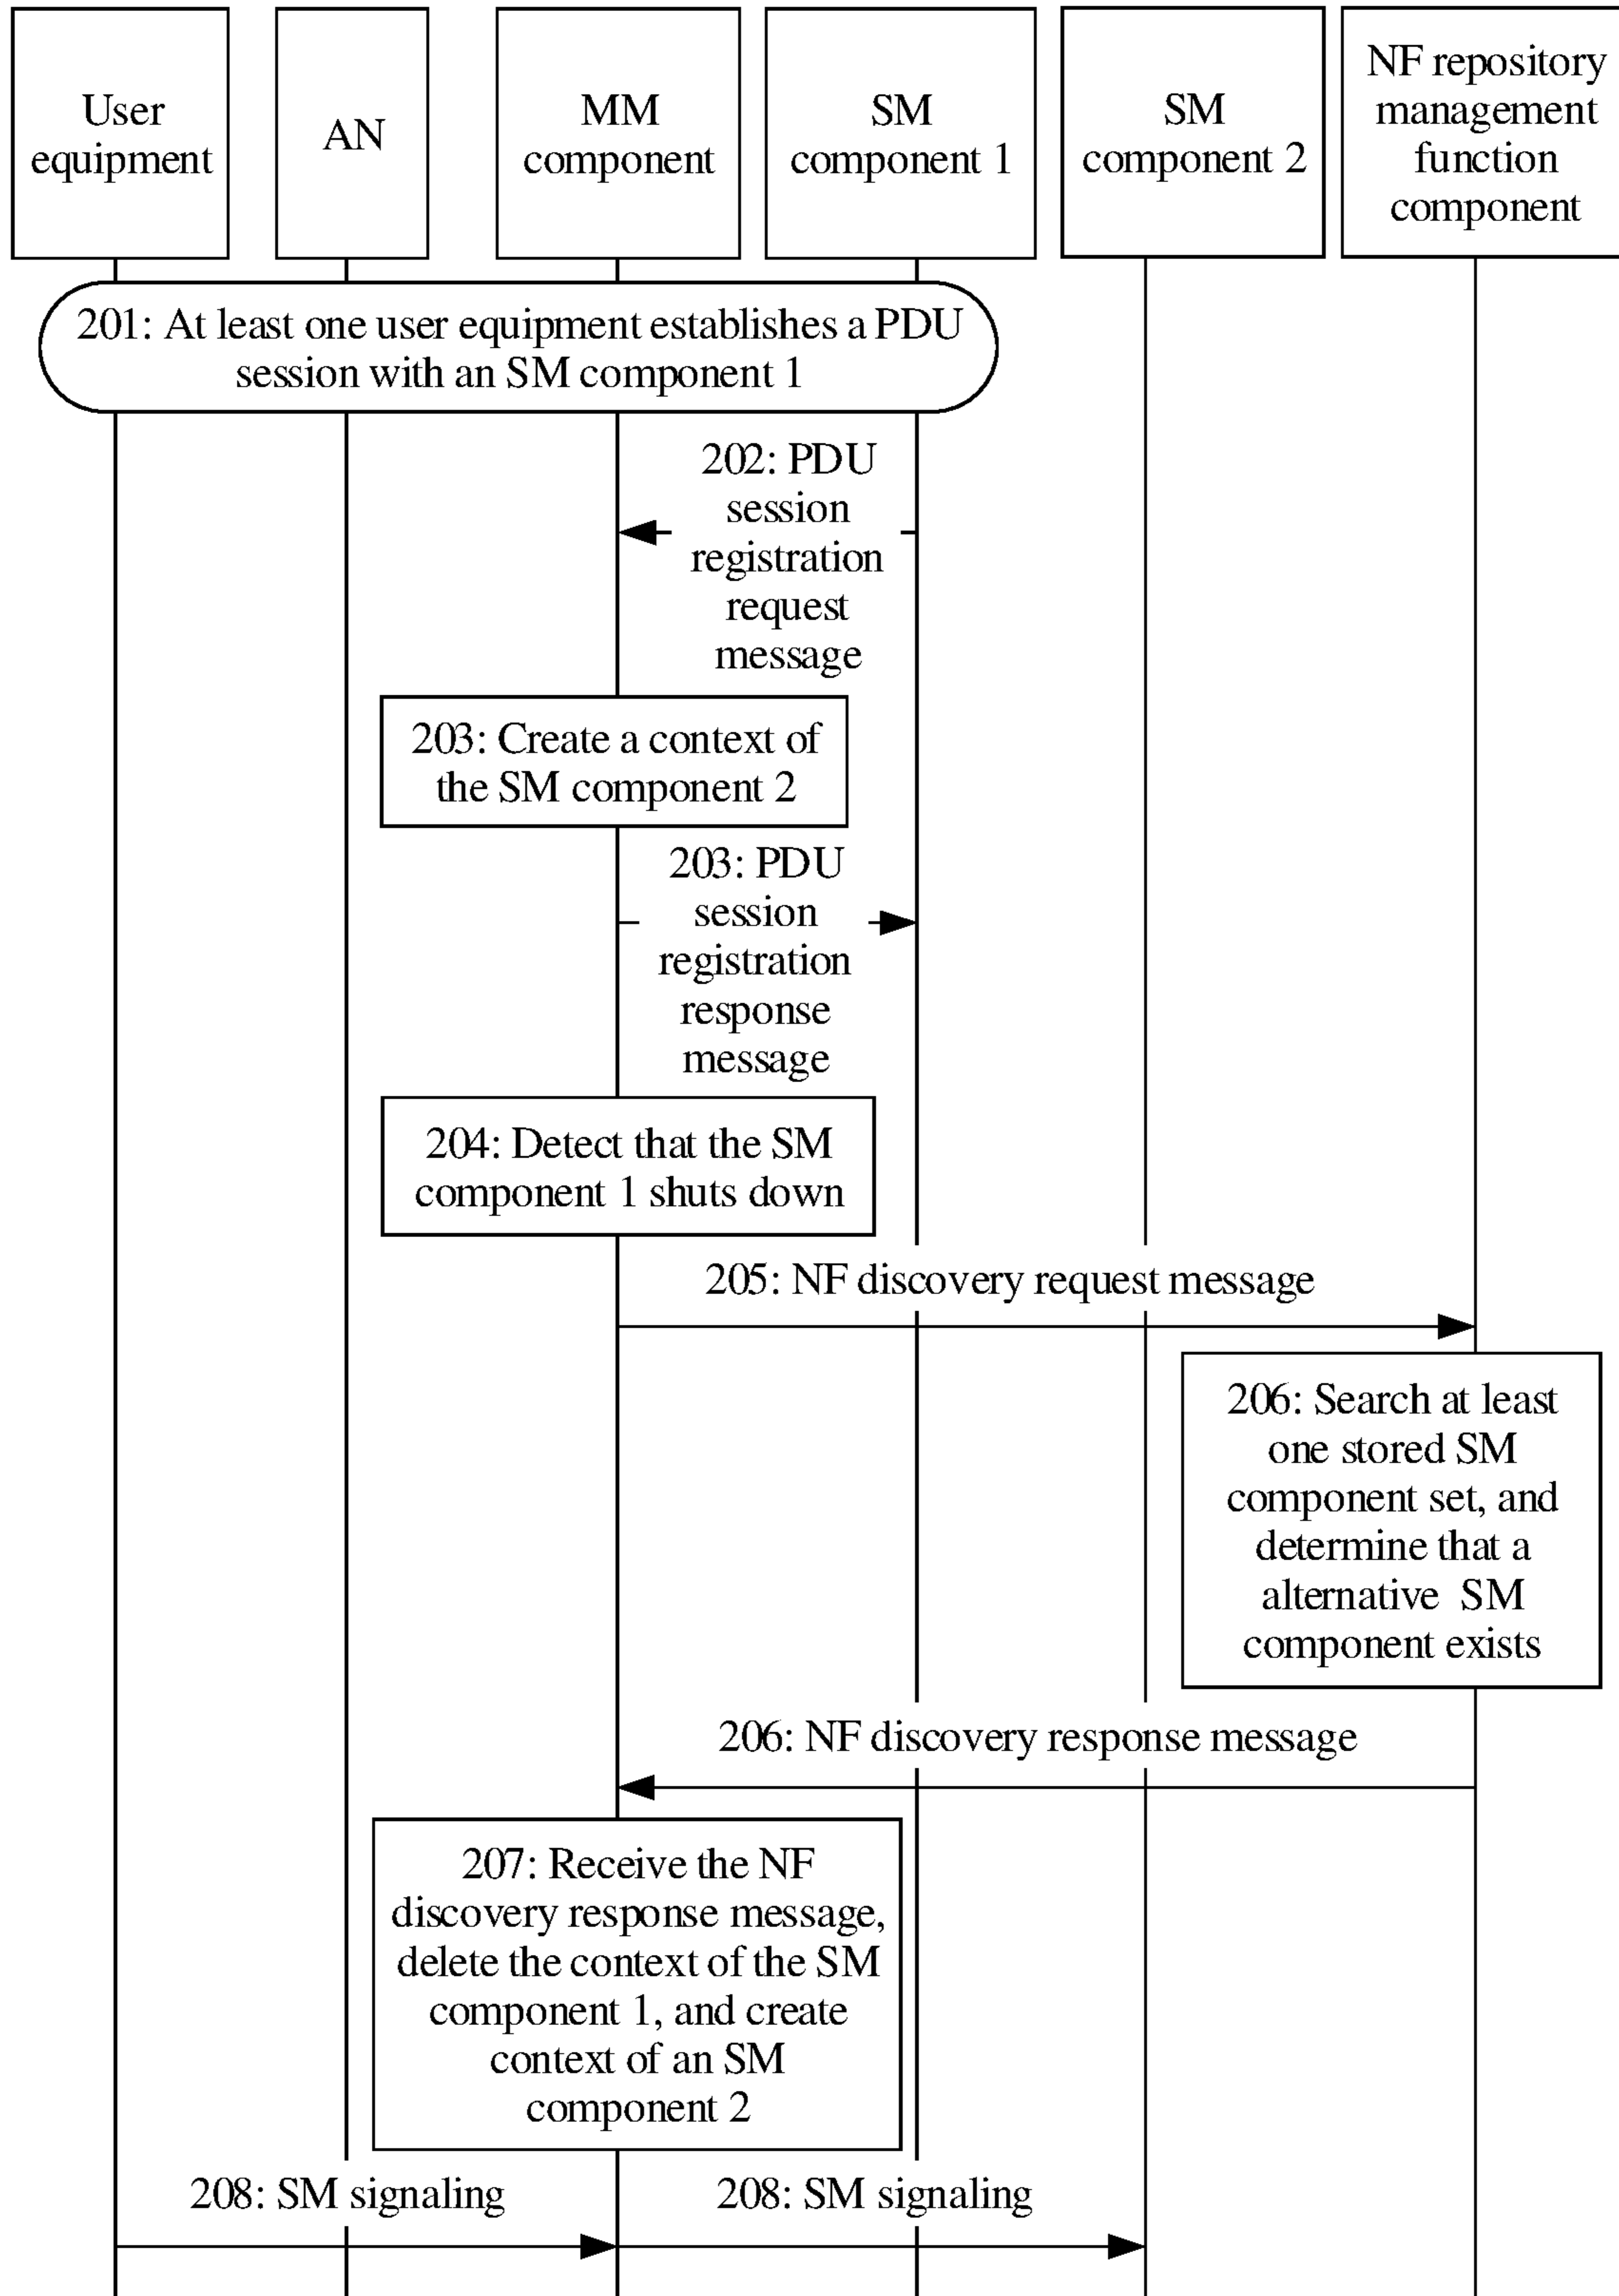 User
equipment
AN
MM
component
SM
component 1
SM
component 2
NF repository
management
function
component
201: At least one user equipment establishes a PDU
session with an SM component 1
202: PDU
session
registration
request
message
203: Create a context of
the SM component 2
203: PDU
session
registration
response
message
204: Detect that the SM
component 1 shuts down
205: NF discovery request message
206: Search at least
one stored SM
component set, and
determine that a
alternative SM
component exists
206: NF discovery response message
207: Receive the NF
discovery response message,
delete the context of the SM
component 1, and create
context of an SM
component 2
208: SM signaling
208: SM signaling